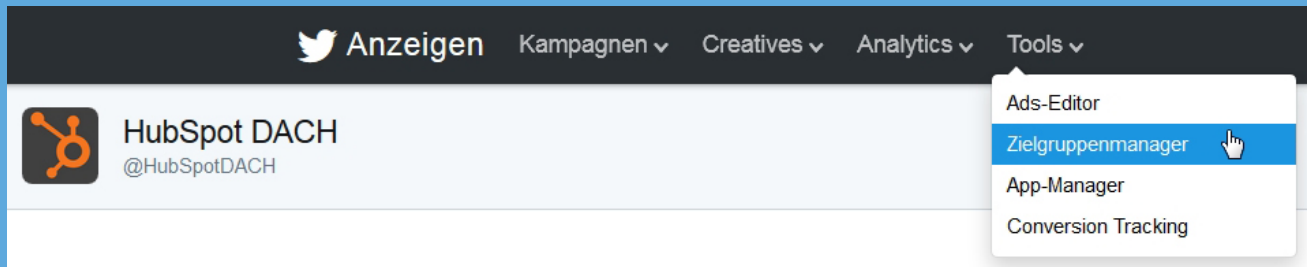 Anzeigen Kampagnen Creatives Analytics Tools
HubSpot DACH
@HubSpotDACH
Ads-Editor
Zielgruppenmanager
App-Manager
Conversion Tracking